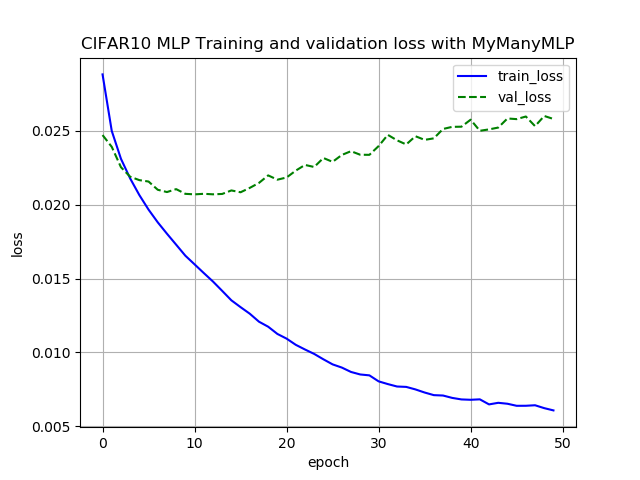 CIFAR10 MLP Training and validation loss with MyManyMLP
train_loss
val_loss
0.025
0.020
0.015
0.010
0.005
loss
0 10 20 30 40 50
epoch